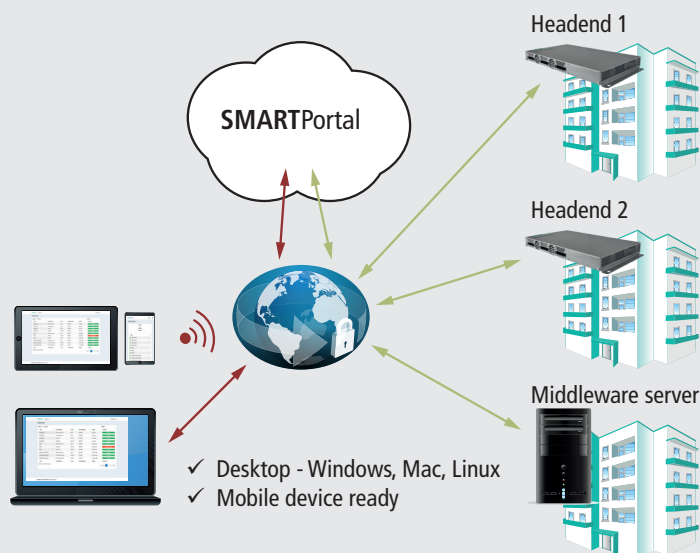 Headend 1
SMARTPortal
Headend 2
Middleware server
✓ Desktop - Windows, Mac, Linux
✓ Mobile device ready